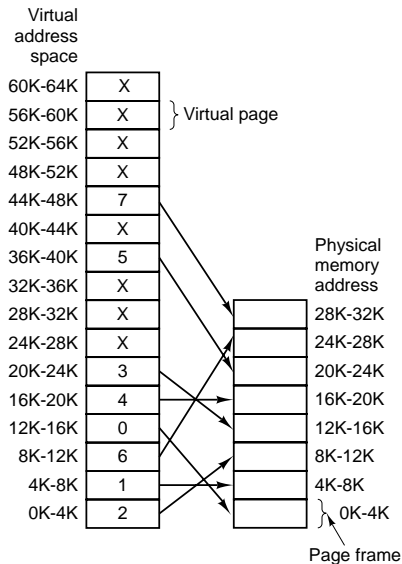 Virtual
address
space
60K-64K X
56K-60K X Virtual page
52K-56K X
48K-52K X
44K-48K 7
40K-44K X
36K-40K 5
32K-36K X
28K-32K X
24K-28K X
20K-24K 3
16K-20K 4
12K-16K 0
8K-12K 6
4K-8K 1
0K-4K 2
Physical
memory
address
28K-32K
24K-28K
20K-24K
16K-20K
12K-16K
8K-12K
4K-8K
0K-4K
Page frame